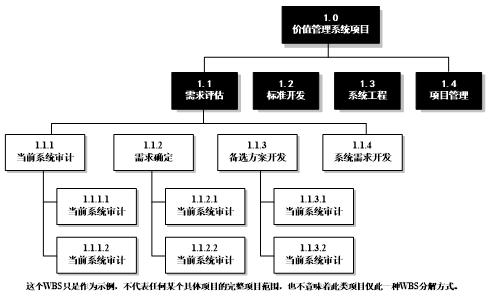 1.0
价值管理系统项目
1.1
需求评估
1.2
标准开发
1.3
系统工程
1.4
项目管理
1.1.1
当前系统审计
1.1.2
需求确定
1.1.3
备选方案开发
1.1.4
系统需求开发
1.1.1.1
当前系统审计
1.1.2.1
当前系统审计
1.1.3.1
当前系统审计
1.1.1.2
当前系统审计
1.1.2.2
当前系统审计
1.1.3.2
当前系统审计
这个WBS只是作为示例，不代表任何某个具体项目的完整项目范围，也不意味着此类项目仅此一种WBS分解方式。